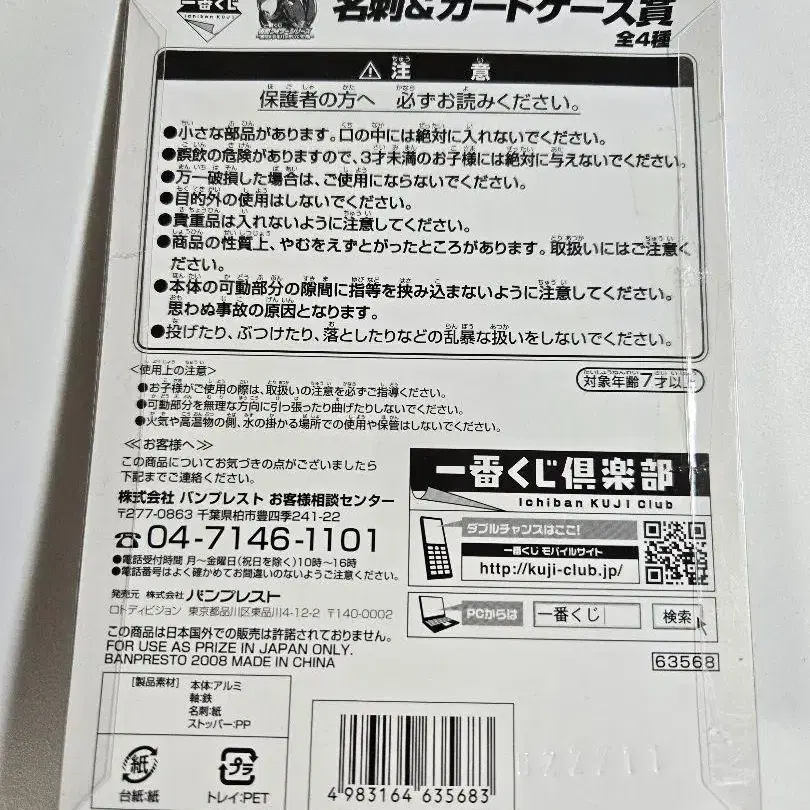 一番くじ
Ichiban KUJI
名刺&カードケース賞
全4種
⚠注意
保護者の方へ 必ずお読みください。
●小さな部品があります。口の中には絶対に入れないでください。
●誤飲の危険がありますので、3才未満のお子様には絶対に与えないでください。
●万一破損した場合は、ご使用にならないでください。
●目的外の使用はしないでください。
●貴重品は入れないように注意してください。
●商品の性質上、やむをえずとがったところがあります。取扱いにはご注意く
ださい。
●本体の可動部分の隙間に指等を挟み込まないように注意してください。
思わぬ事故の原因となります。
●投げたり、ぶつけたり、落としたりなどの乱暴な扱いをしないでください。
<使用上の注意>
対象年齢7才以上
●お子様がご使用の際は、取扱いの注意を必ずご指導ください。
●可動部分を無理な方向に引っ張ったり曲げたりしないでください。
●火気や高温物の側、水の掛かる場所での使用や保管はしないでください。
≪お客様へ≫
この商品についてお気づきの点がございましたら
下記までご連絡ください。
株式会社 バンプレスト お客様相談センター
〒277-0863 千葉県柏市豊四季241-22
☎04-7146-1101
●電話受付時間 月~金曜日(祝日を除く)10時~16時
●電話番号はよく確かめてお間違いのないようご注意ください。
発売元 株式会社 バンプレスト
ロトディビジョン 東京都品川区東品川4-12-2 〒140-0002
一番くじ倶楽部
Ichiban KUJI Club
ダブルチャンスはここ!
一番くじ モバイルサイト
http://kuji-club.jp/
PCからは 一番くじ 検索
この商品は日本国外での販売は許諾されておりません。
FOR USE AS PRIZE IN JAPAN ONLY.
BANPRESTO 2008 MADE IN CHINA
63568
[製品素材] 本体:アルミ
軸:鉄
名刺:紙
ストッパー:PP
紙
台紙:紙
プラ
トレイ:PET
4 983164 635683